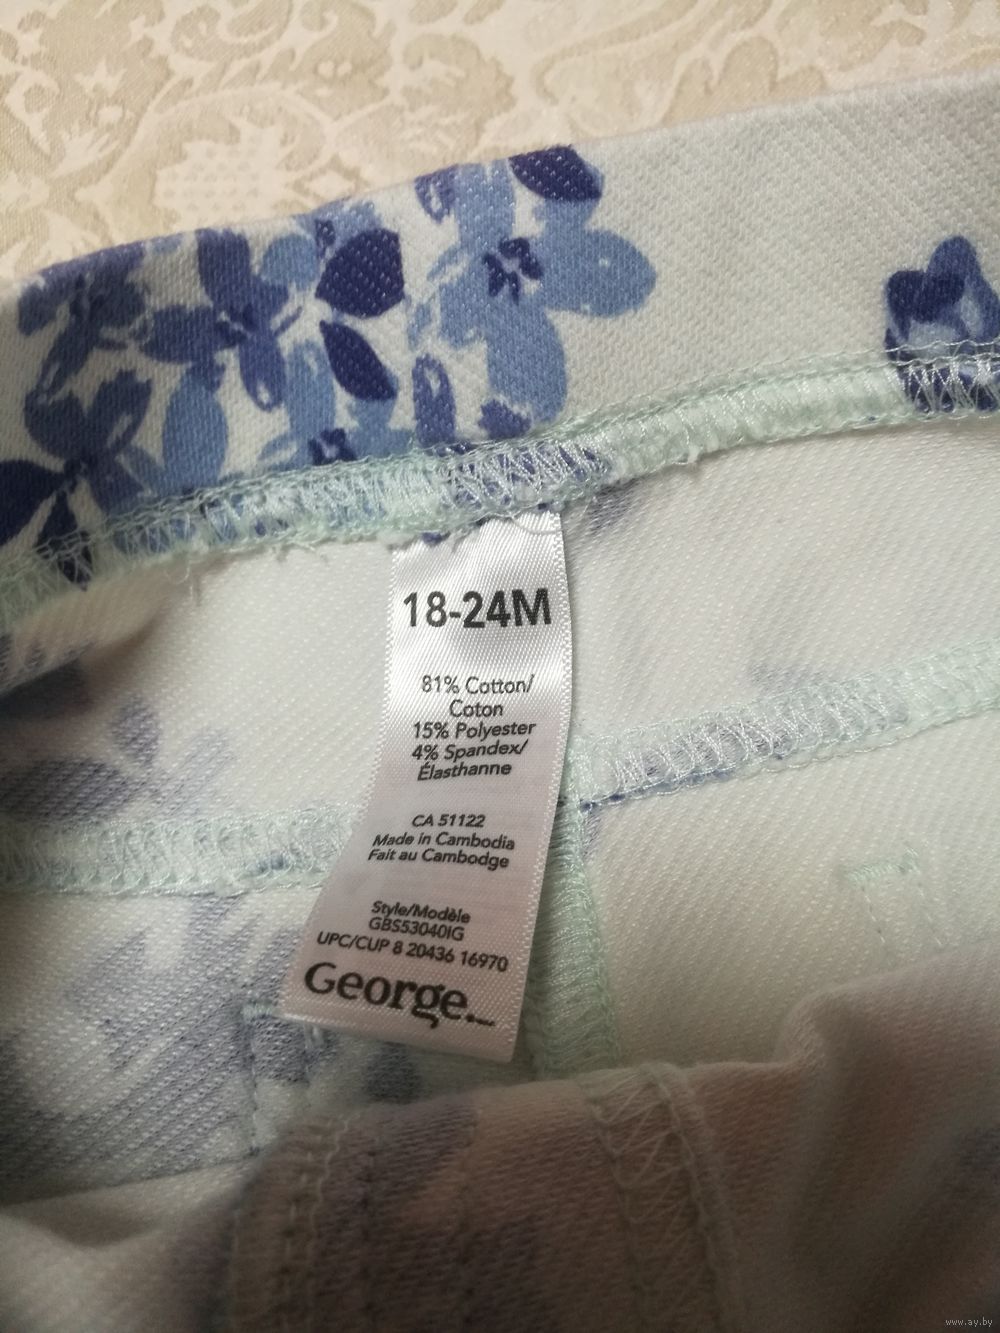 18-24M
81% Cotton/
Coton
15% Polyester
4% Spandex/
Élasthanne
CA 51122
Made in Cambodia
Fait au Cambodge
Style/Modèle
GBS53040IG
UPC/CUP 8 20436 16970
George.
www.ay.by